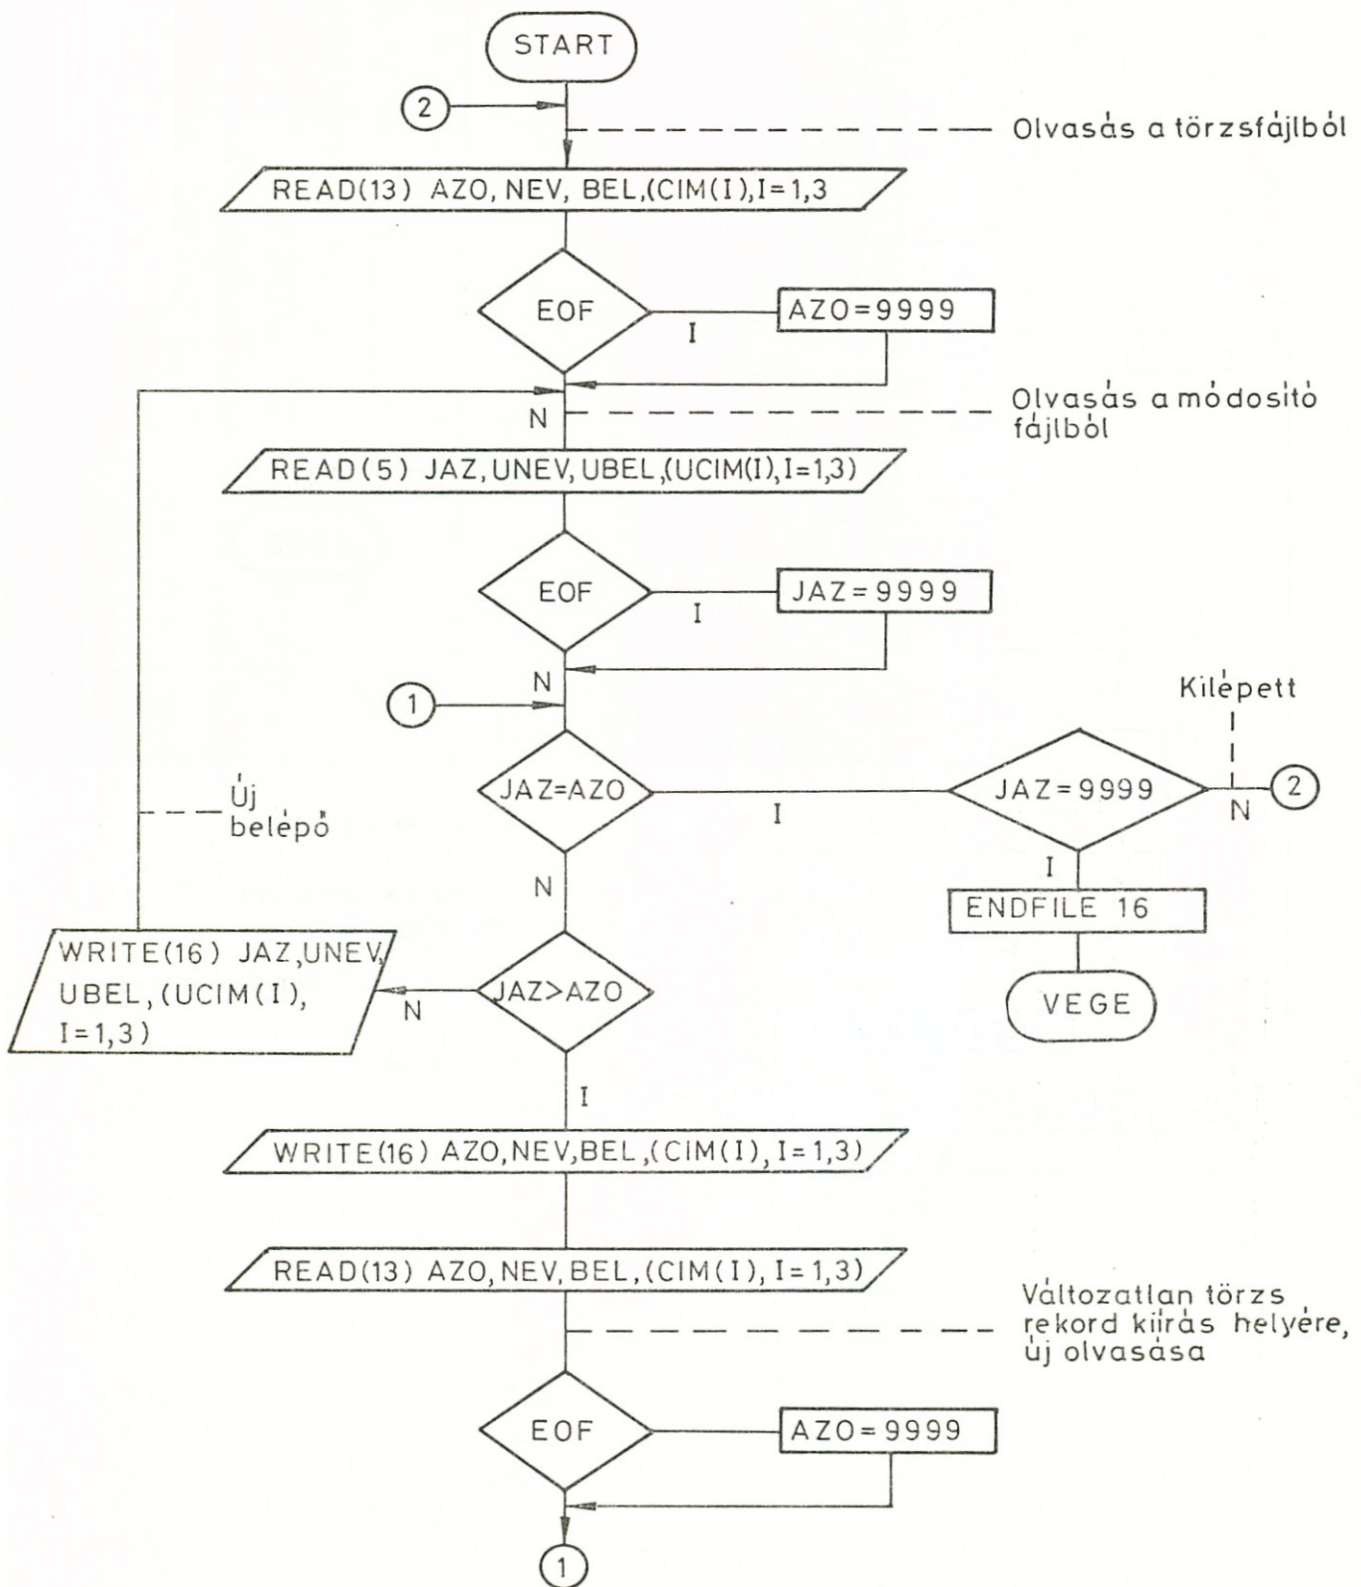 START
2
Olvasás a törzsfájlból
READ(13) AZO, NEV, BEL,(CIM(I),I=1,3
EOF
I
AZO=9999
N
Olvasás a módosító
fájlból
READ(5) JAZ,UNEV,UBEL,(UCIM(I),I=1,3)
EOF
I
JAZ=9999
N
1
Kilépett
JAZ=AZO
I
JAZ=9999
N
2
Új
belépő
N
I
ENDFILE 16
WRITE(16) JAZ,UNEV,
UBEL,(UCIM(I),
I=1,3)
N
JAZ>AZO
VEGE
I
WRITE(16) AZO,NEV,BEL,(CIM(I),I=1,3)
READ(13) AZO,NEV,BEL,(CIM(I),I=1,3)
Változatlan törzs
rekord kiírás helyére,
új olvasása
EOF
AZO=9999
1